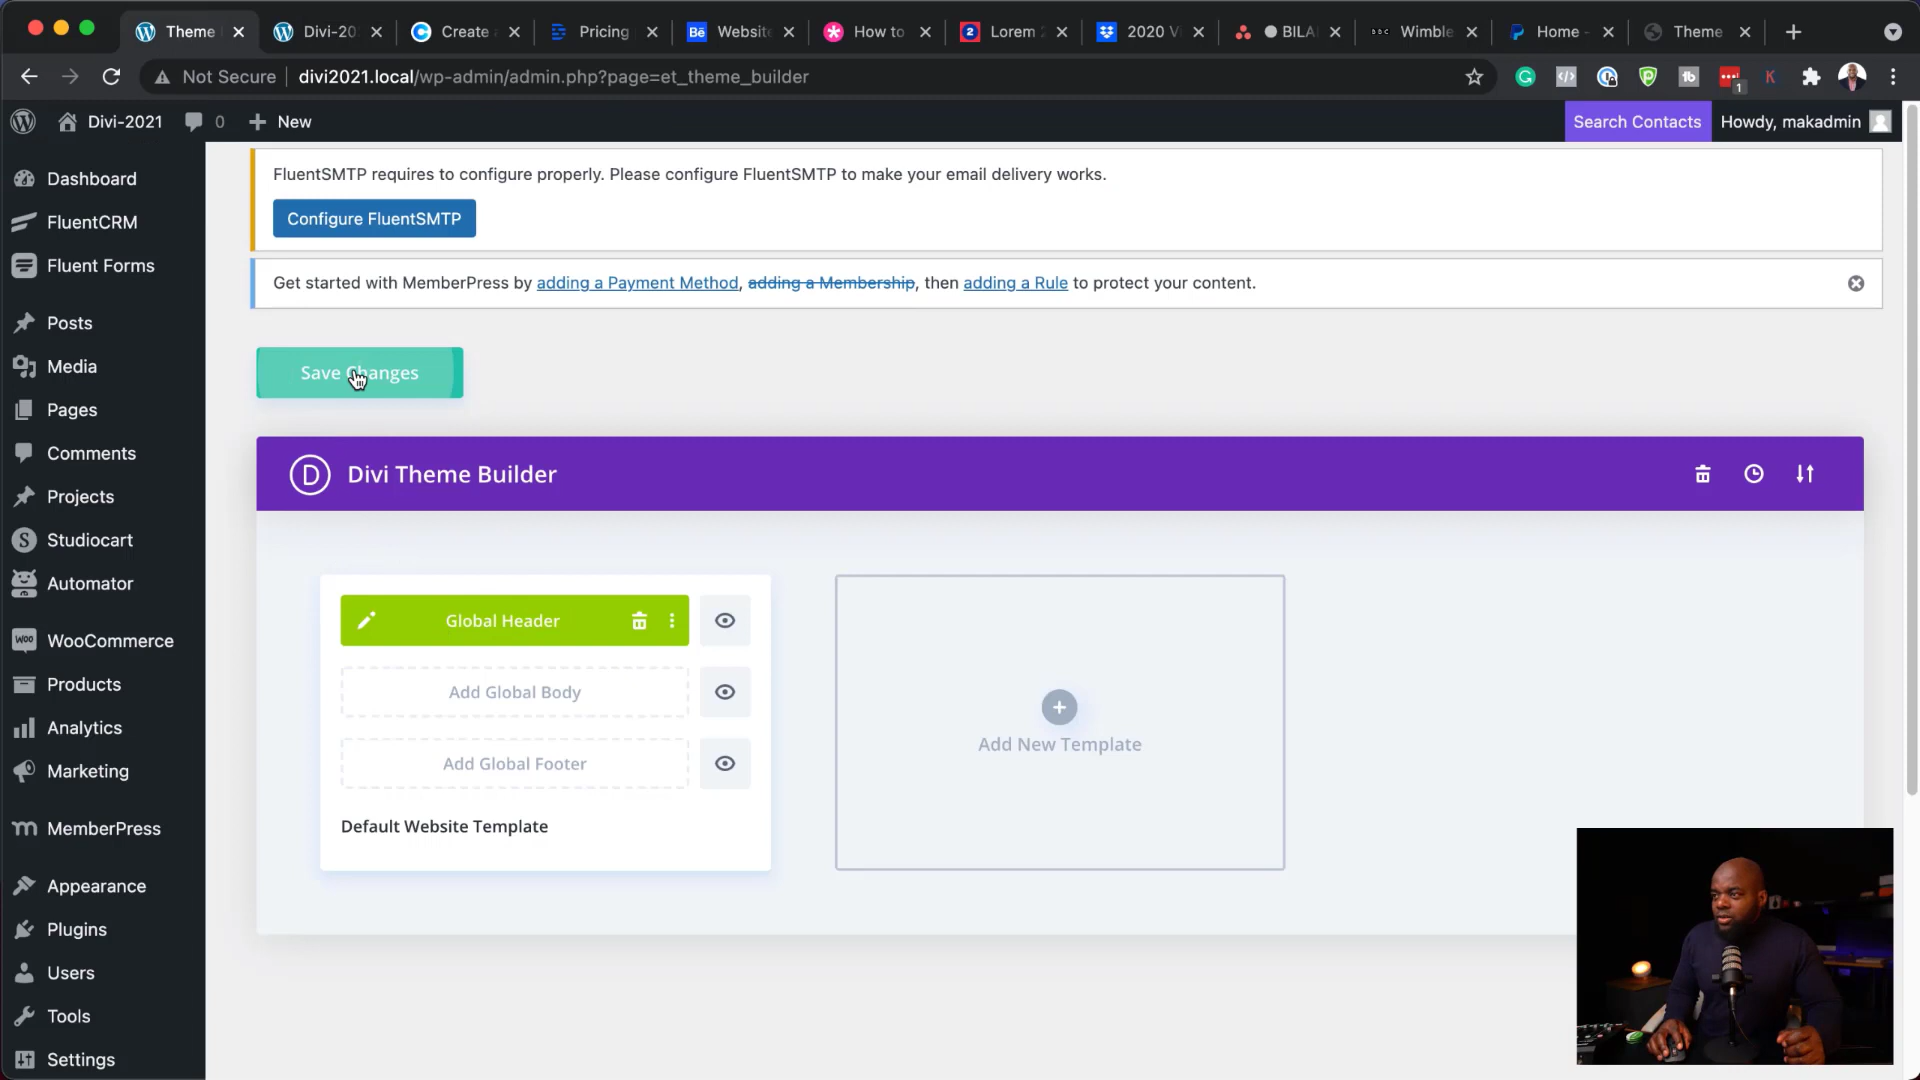 Theme
Divi-20
Create
Pricing
Bē Website
How to
2 Lorem
2020 V
BILA
BBC Wimble
Home -
Theme
Not Secure divi2021.local/wp-admin/admin.php?page=et_theme_builder
1
Divi-2021 0 New
Search Contacts Howdy, makadmin
Dashboard
FluentCRM
Fluent Forms
Posts
Media
Pages
Comments
Projects
Studiocart
Automator
WooCommerce
Products
Analytics
Marketing
MemberPress
Appearance
Plugins
Users
Tools
Settings
FluentSMTP requires to configure properly. Please configure FluentSMTP to make your email delivery works.
Configure FluentSMTP
Get started with MemberPress by adding a Payment Method, adding a Membership, then adding a Rule to protect your content.
Save Changes
D Divi Theme Builder
Global Header
Add Global Body
Add Global Footer
Default Website Template
Add New Template